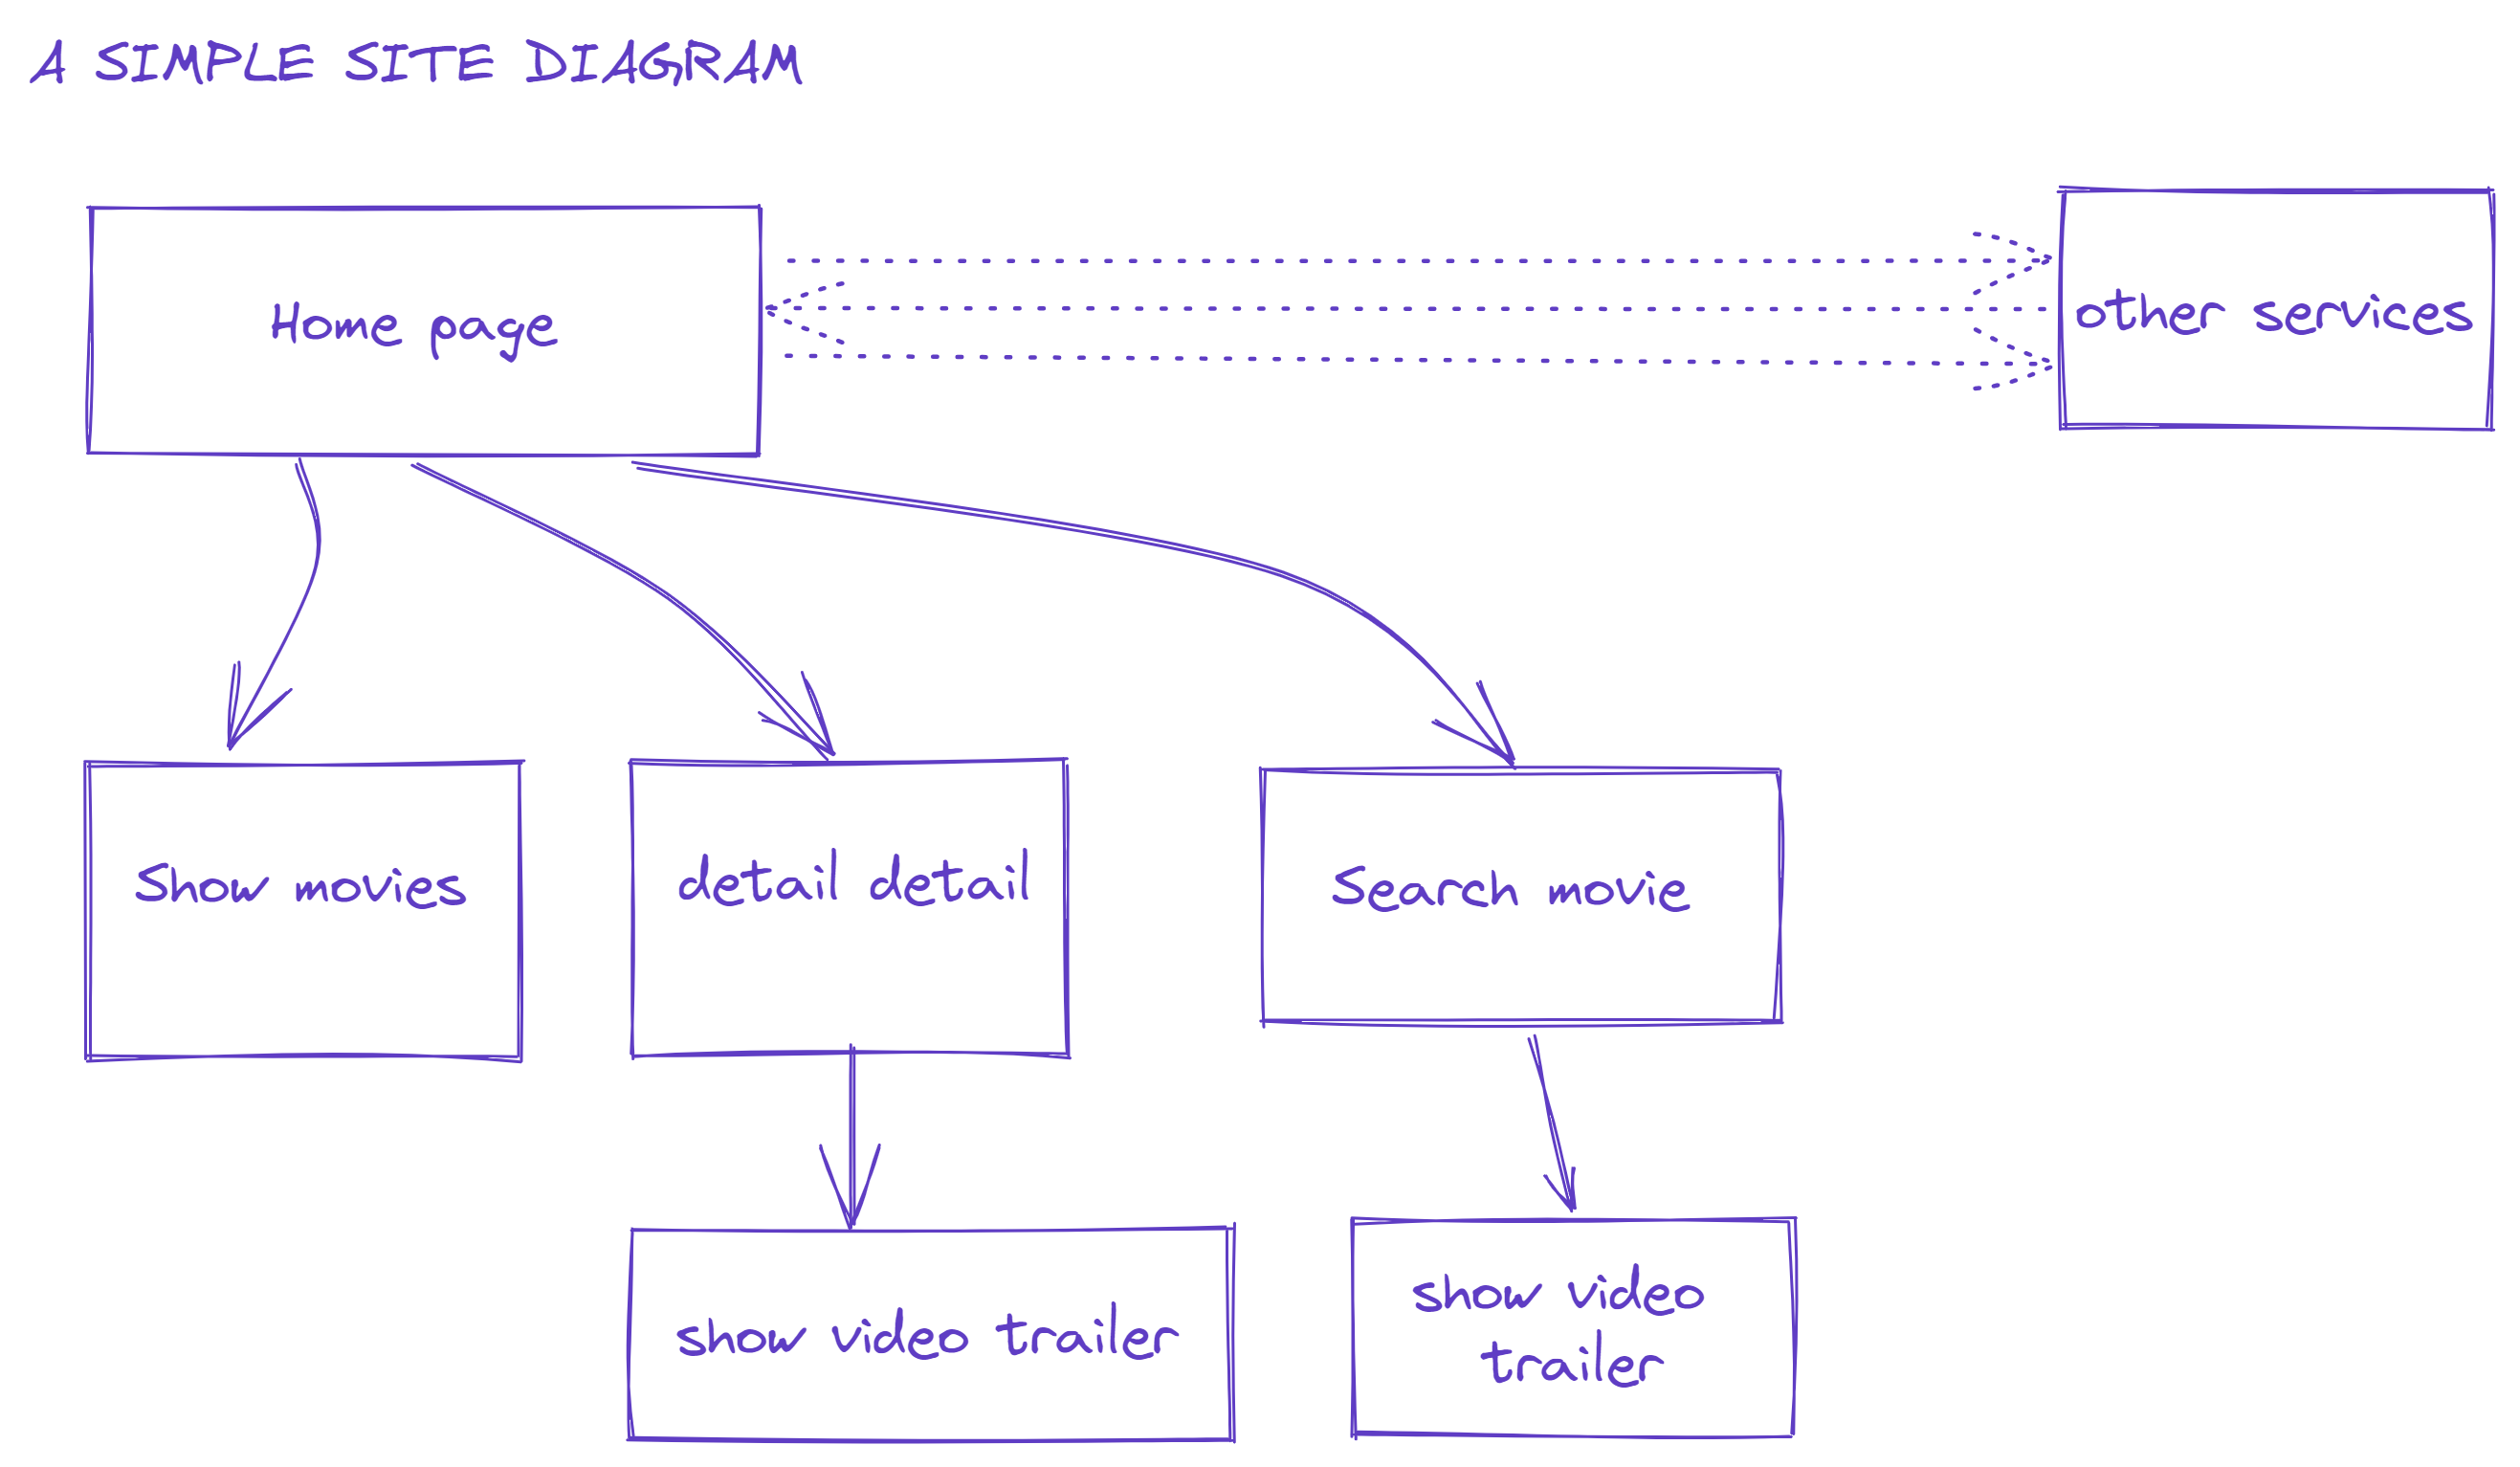 A SIMPLE SITE DIAGRAM
Home page
other services
Show movies
detail detail
Search movie
show video trailer
show video
trailer